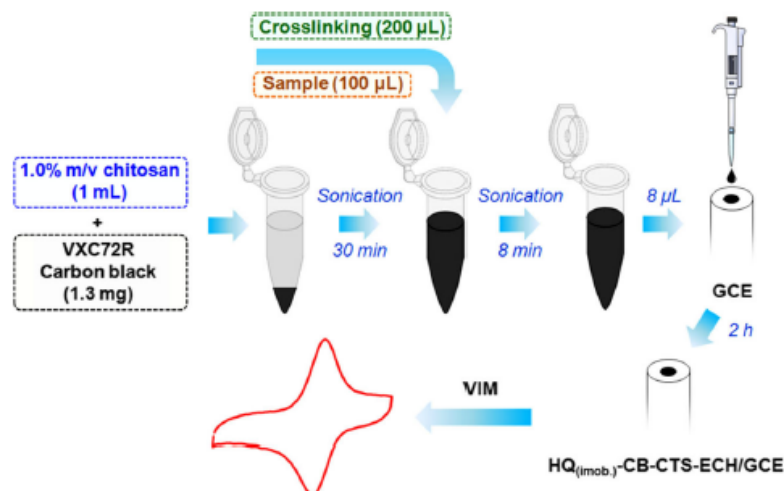 Crosslinking (200 µL)
Sample (100 µL)
1.0% m/v chitosan
(1 mL)
+
VXC72R
Carbon black
(1.3 mg)
Sonication
30 min
Sonication
8 min
8 µL
GCE
2 h
VIM
HQ(imob.)-CB-CTS-ECH/GCE